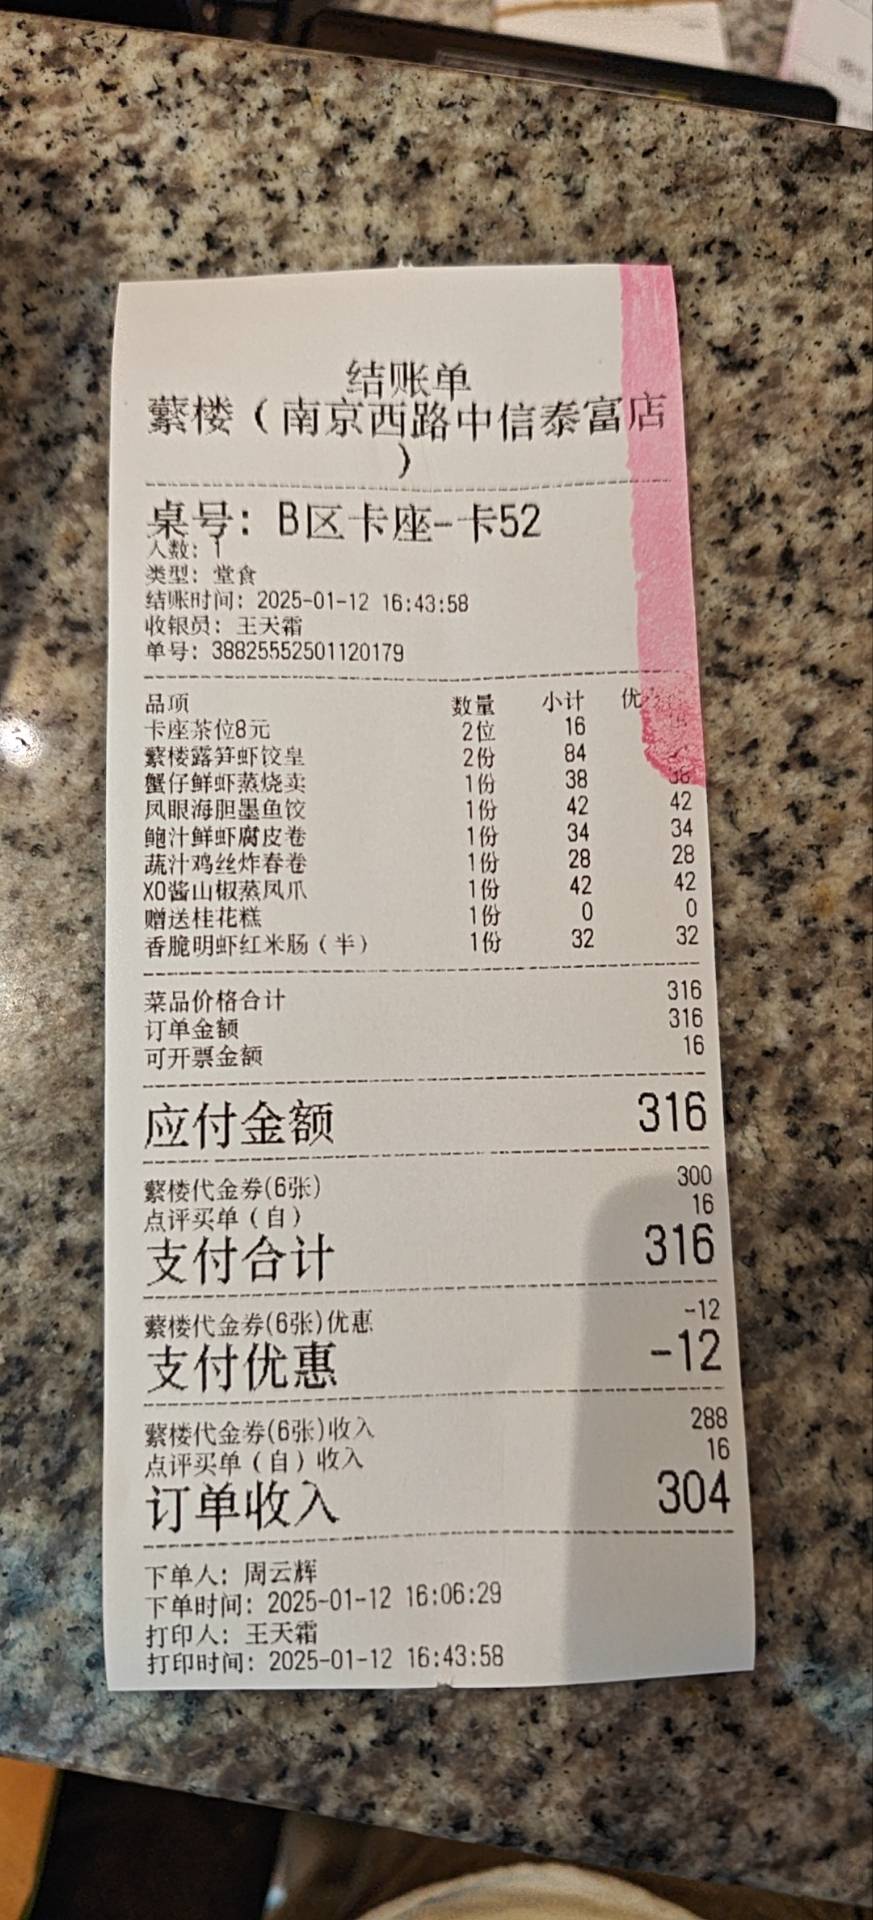 结账单
蘩楼（南京西路中信泰富店
）
桌号: B区卡座-卡52
人数: 1
类型: 堂食
结账时间: 2025-01-12 16:43:58
收银员: 王天霜
单号: 38825552501120179
品项 数量 小计 优
卡座茶位8元 2位 16
蘩楼露笋虾饺皇 2份 84
蟹仔鲜虾蒸烧卖 1份 38 38
凤眼海胆墨鱼饺 1份 42 42
鲍汁鲜虾腐皮卷 1份 34 34
蔬汁鸡丝炸春卷 1份 28 28
XO酱山椒蒸凤爪 1份 42 42
赠送桂花糕 1份 0 0
香脆明虾红米肠（半） 1份 32 32
菜品价格合计 316
订单金额 316
可开票金额 16
应付金额 316
蘩楼代金券(6张) 300
点评买单（自） 16
支付合计 316
蘩楼代金券(6张)优惠 -12
支付优惠 -12
蘩楼代金券(6张)收入 288
点评买单（自）收入 16
订单收入 304
下单人: 周云辉
下单时间: 2025-01-12 16:06:29
打印人: 王天霜
打印时间: 2025-01-12 16:43:58